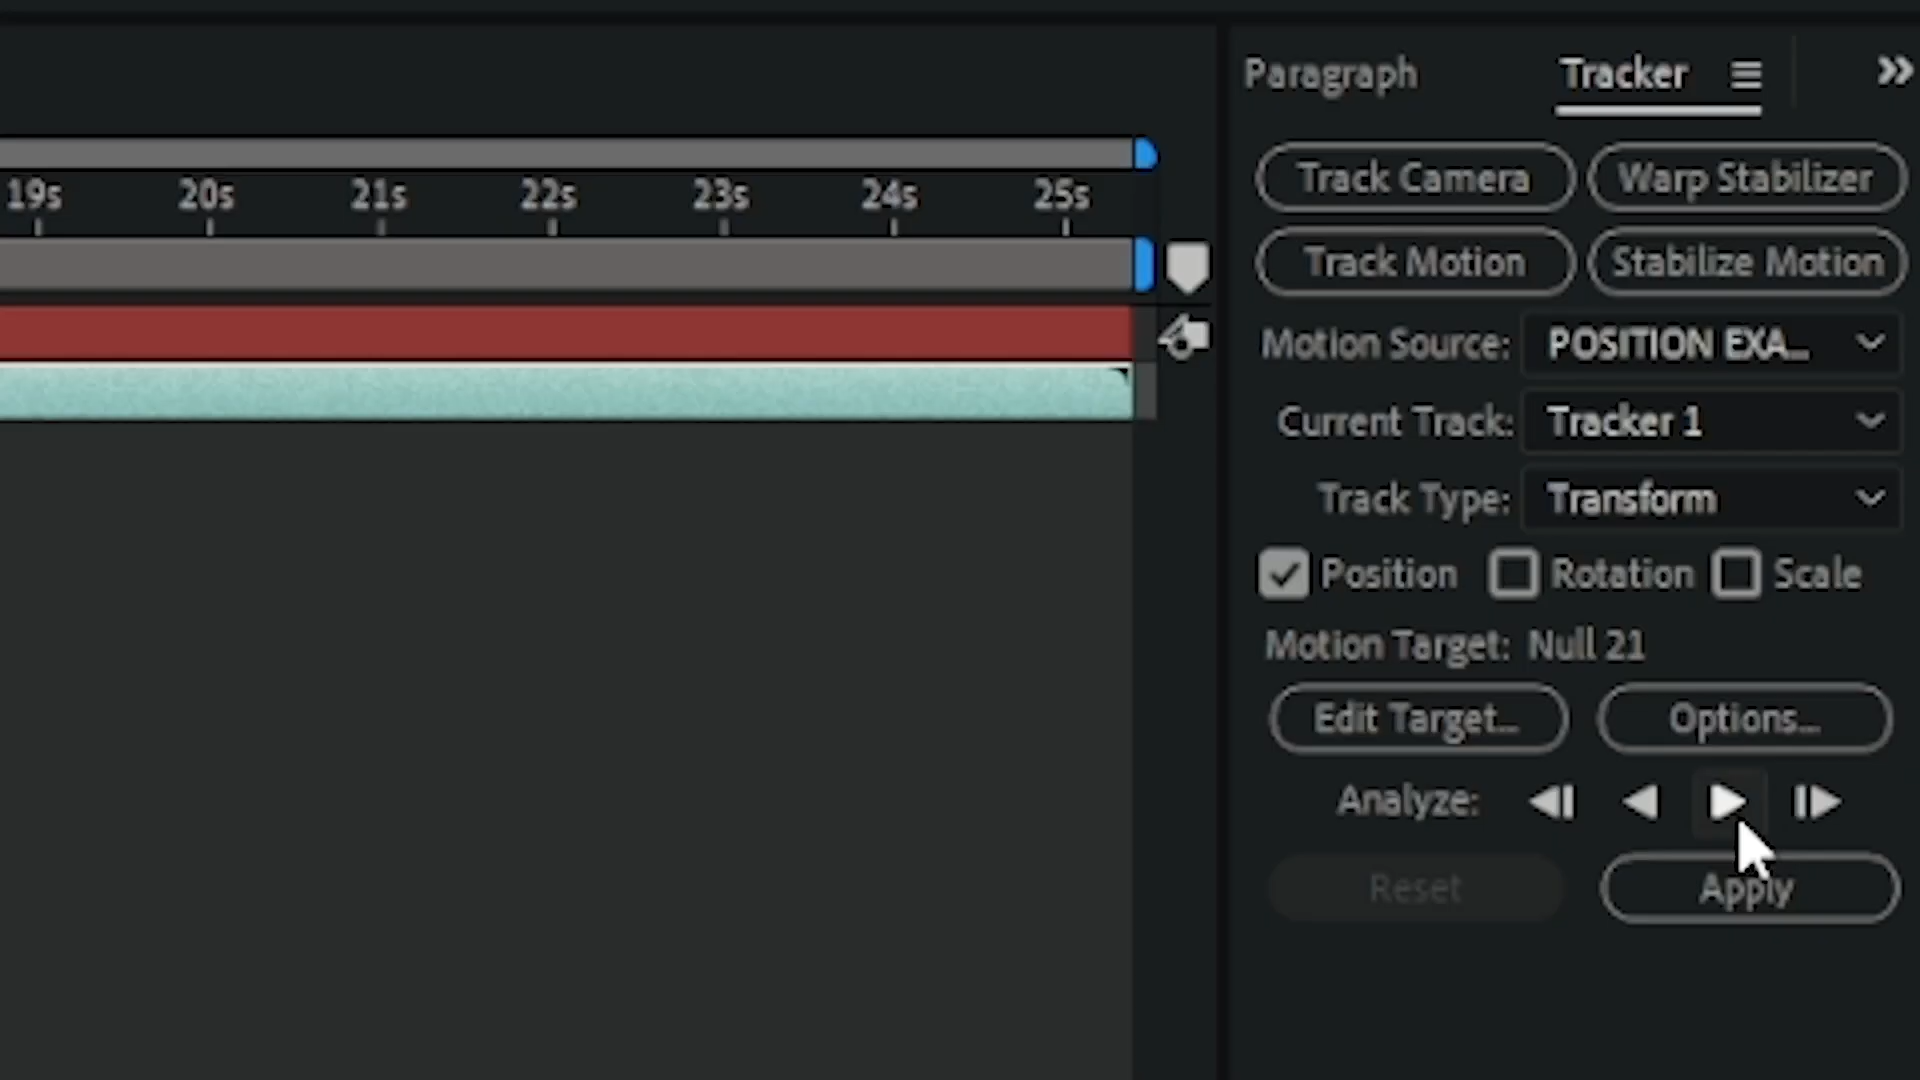 Paragraph Tracker
19s 20s 21s 22s 23s 24s 25s
Track Camera Warp Stabilizer
Track Motion Stabilize Motion
Motion Source: POSITION EXA...
Current Track: Tracker 1
Track Type: Transform
Position Rotation Scale
Motion Target: Null 21
Edit Target... Options...
Analyze:
Reset Apply